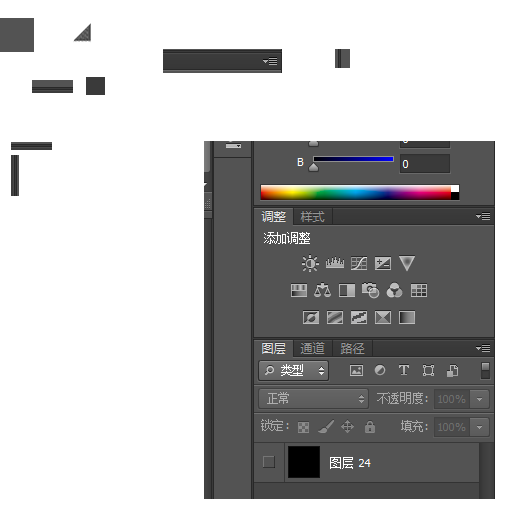 B 0
调整 样式
添加调整
图层 通道 路径
类型 T
正常 不透明度: 100%
锁定: 填充: 100%
图层 24